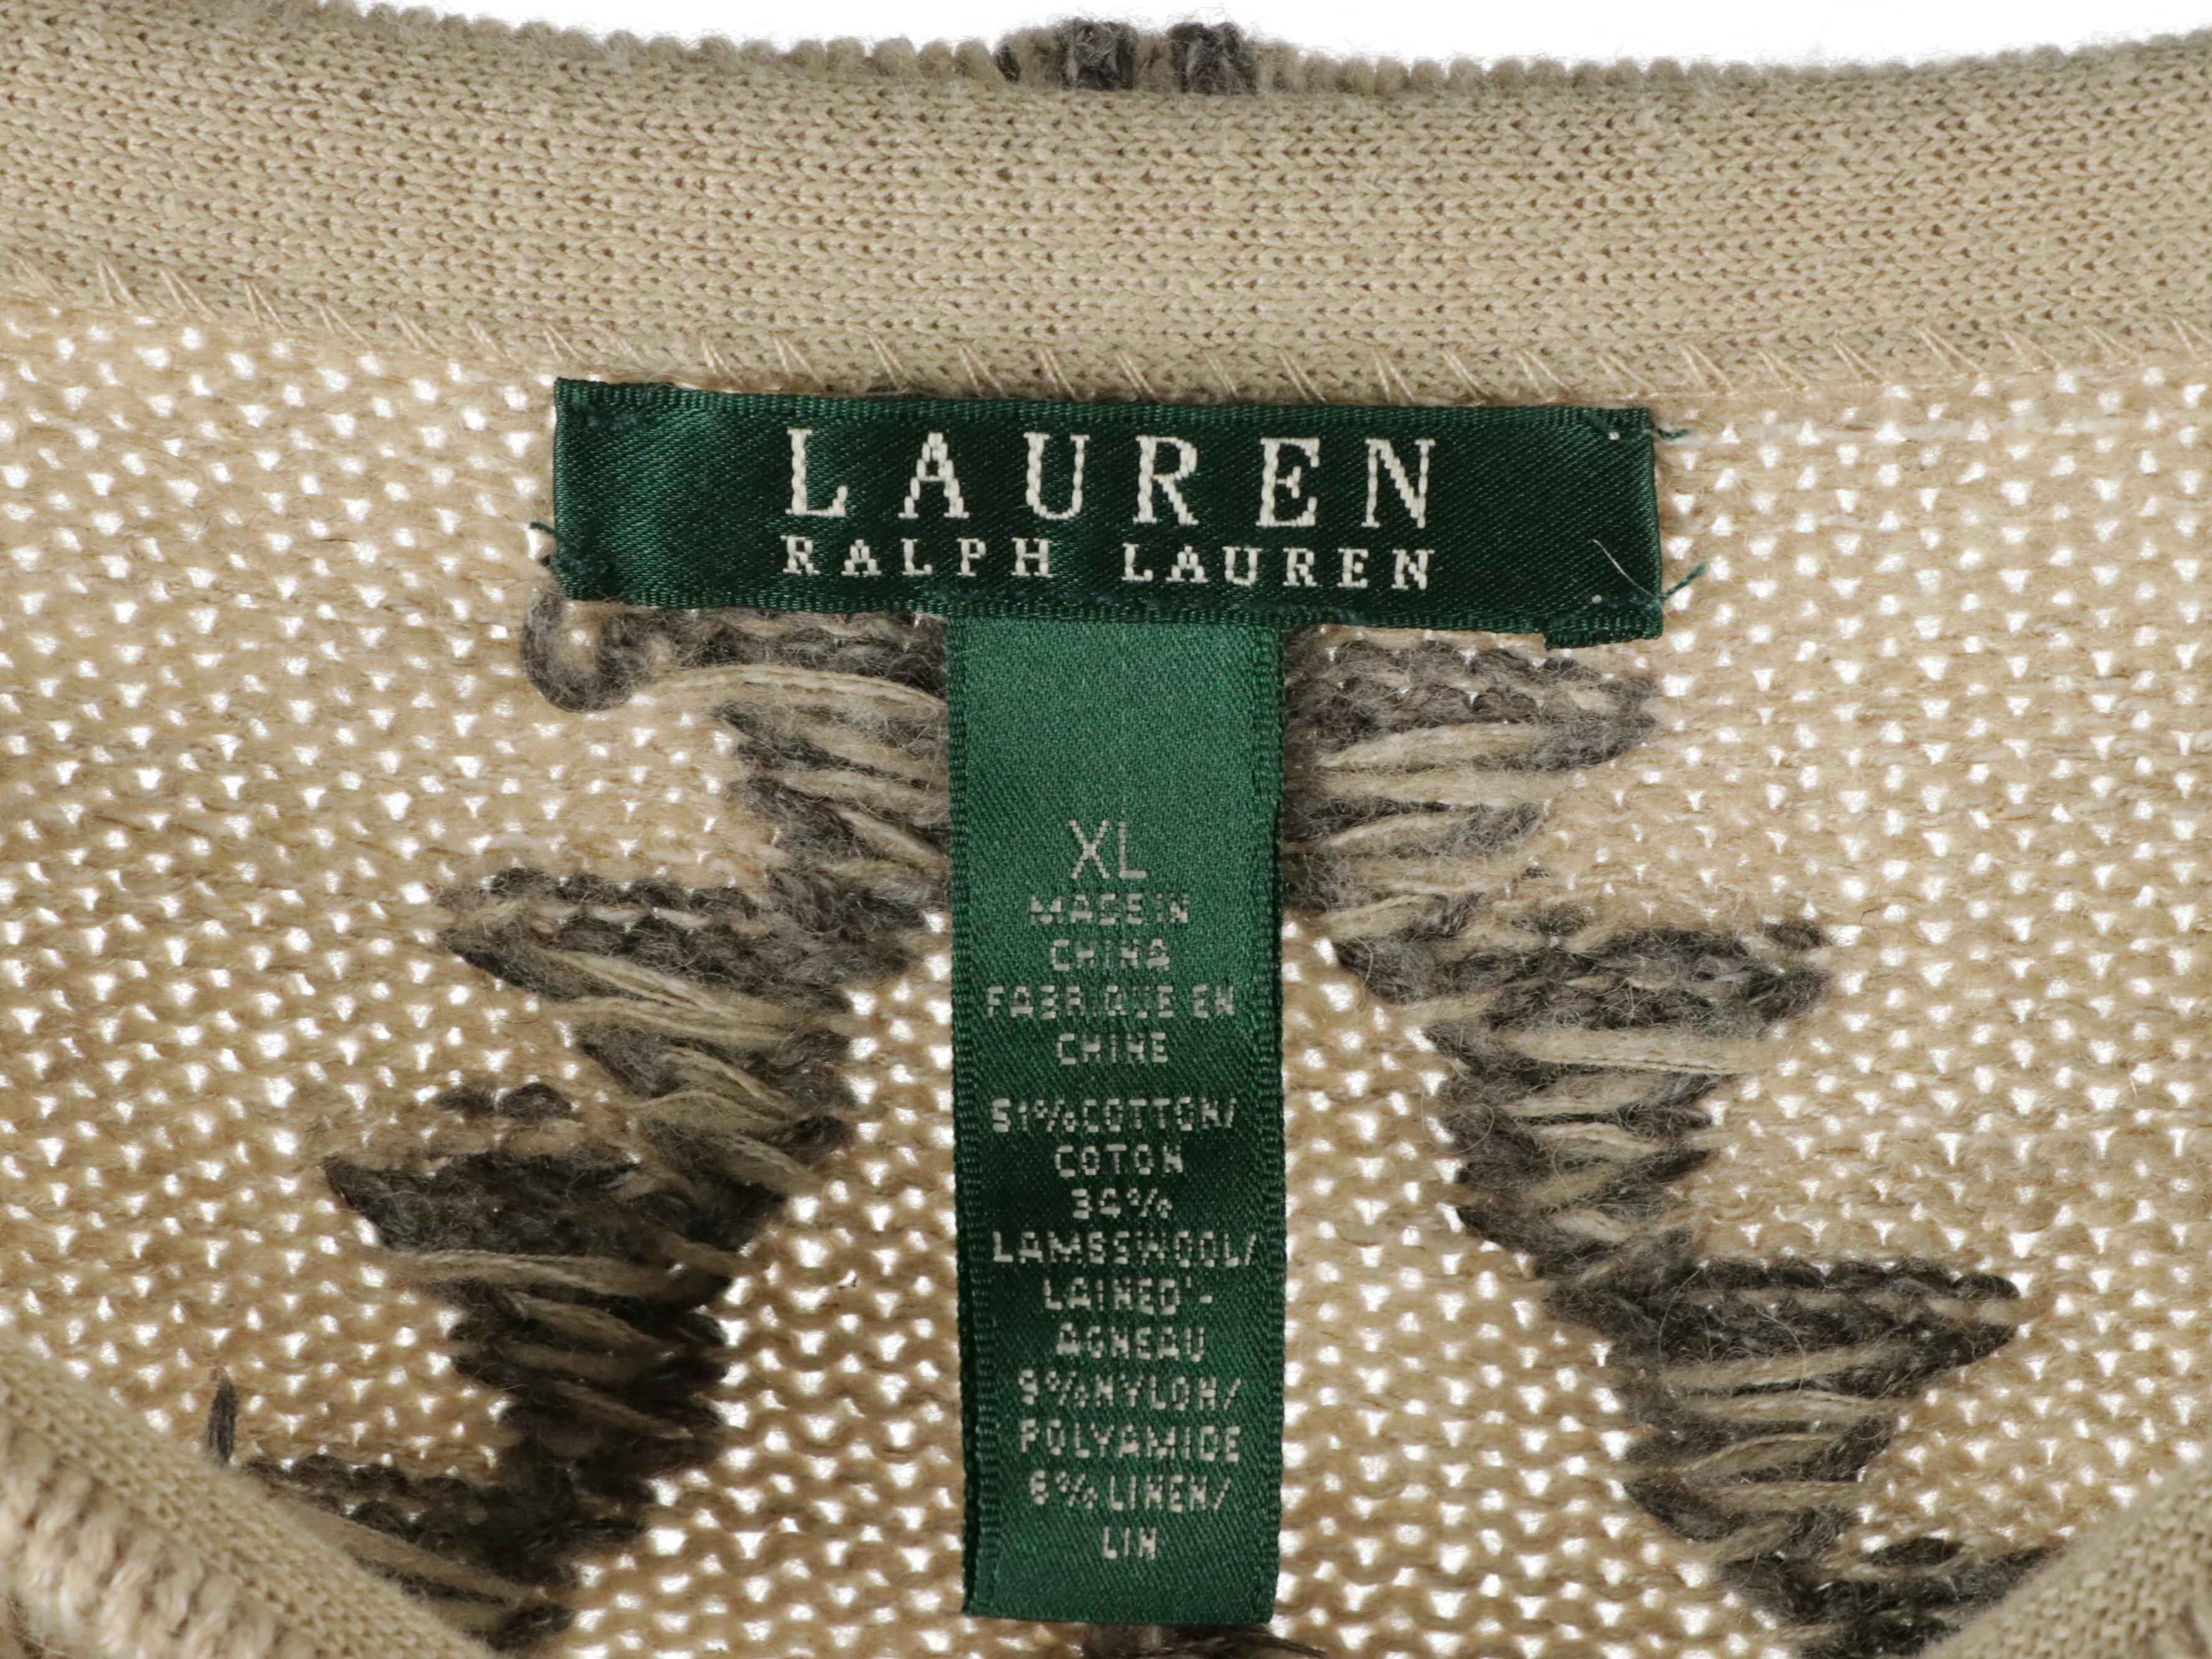 LAUREN
RALPH LAUREN
XL
MADE IN
CHINA
FABRIQUE EN
CHINE
51% COTTON/
COTON
34%
LAMBSWOOL/
LAINE D'-
AGNEAU
9% NYLON/
POLYAMIDE
6% LINEN/
LIN